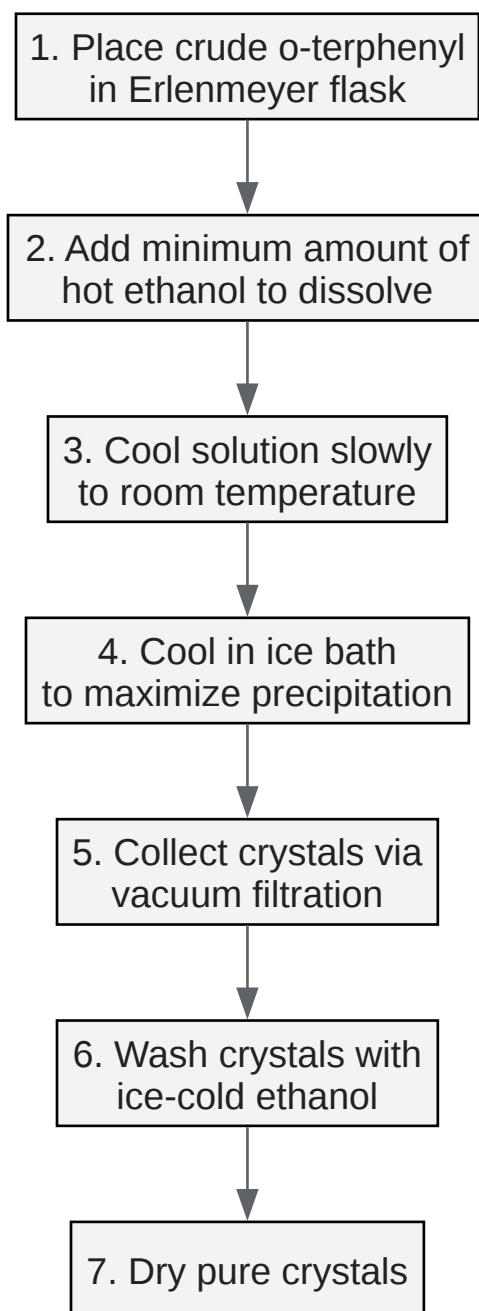 1. Place crude o-terphenyl
in Erlenmeyer flask
2. Add minimum amount of
hot ethanol to dissolve
3. Cool solution slowly
to room temperature
4. Cool in ice bath
to maximize precipitation
5. Collect crystals via
vacuum filtration
6. Wash crystals with
ice-cold ethanol
7. Dry pure crystals